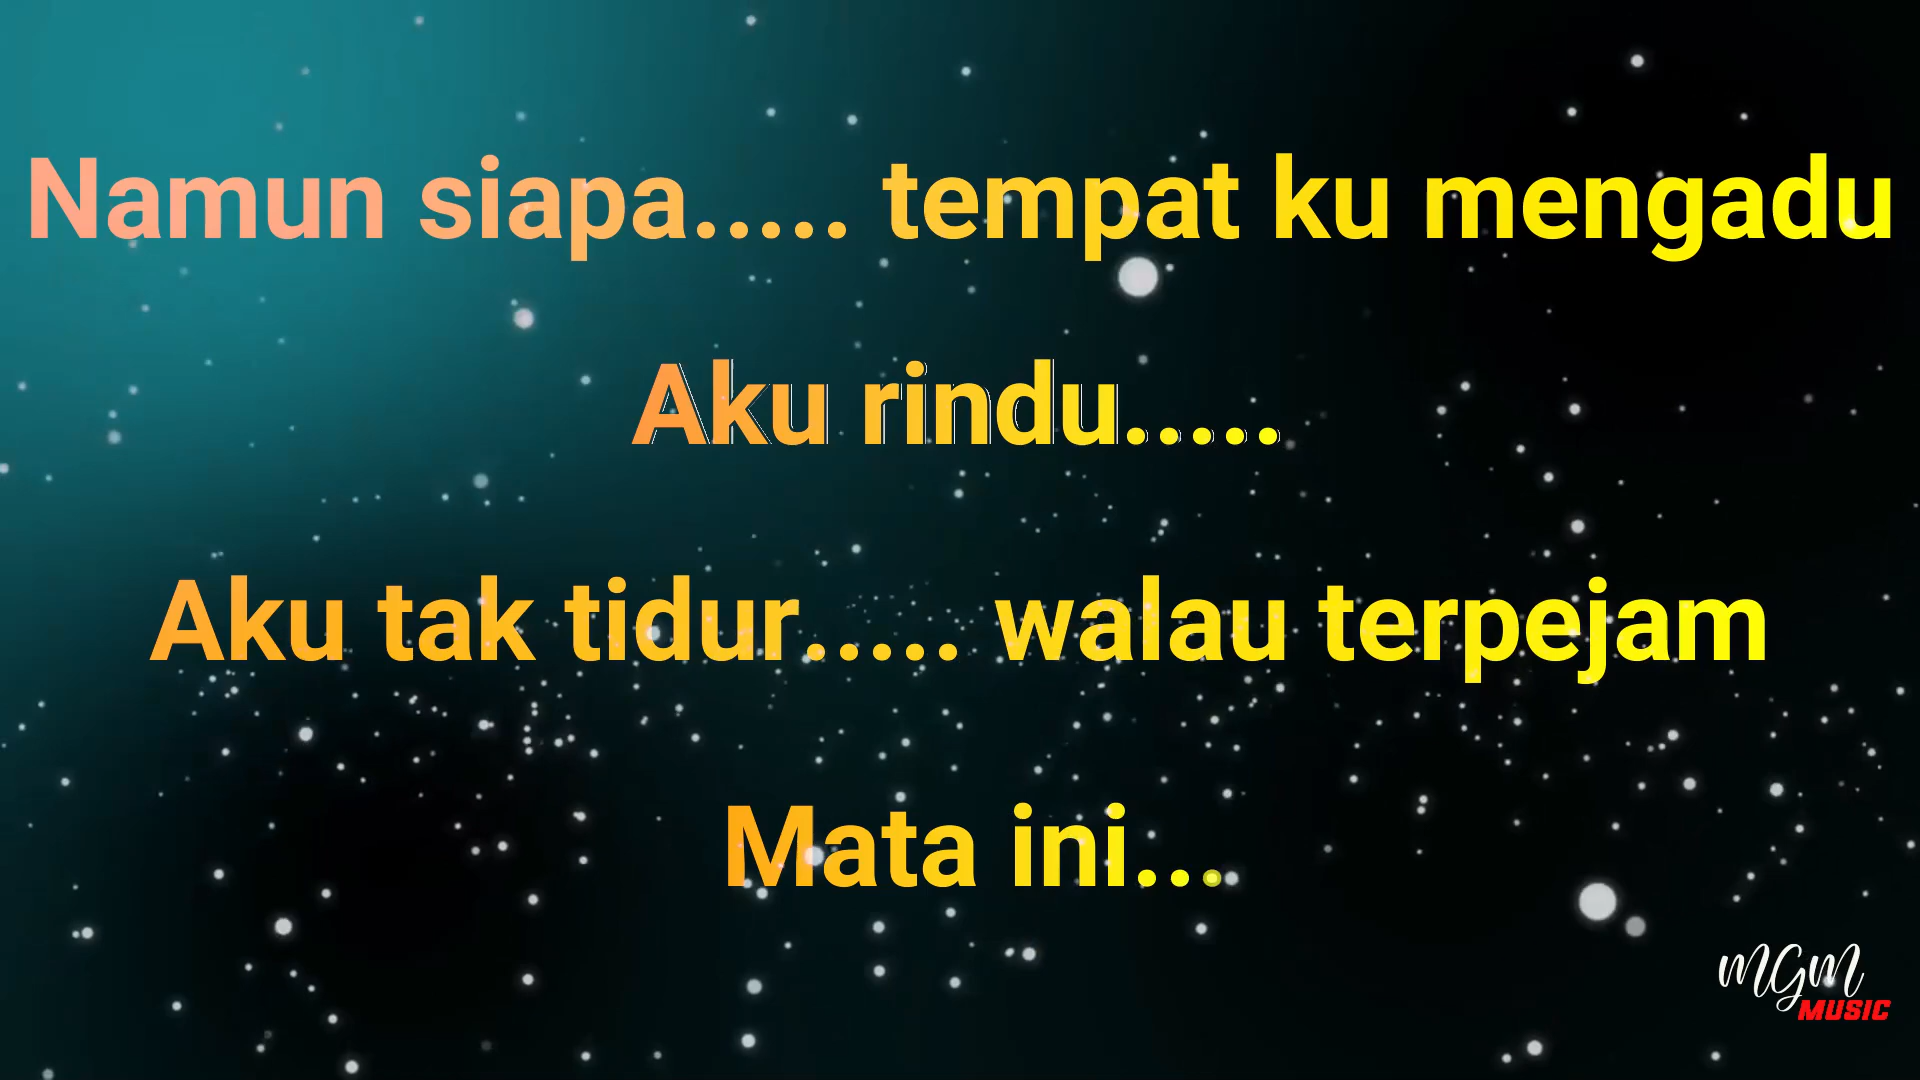 Namun siapa..... tempat ku mengadu
Aku rindu.....
Aku tak tidur..... walau terpejam
Mata ini...
MGM
MUSIC